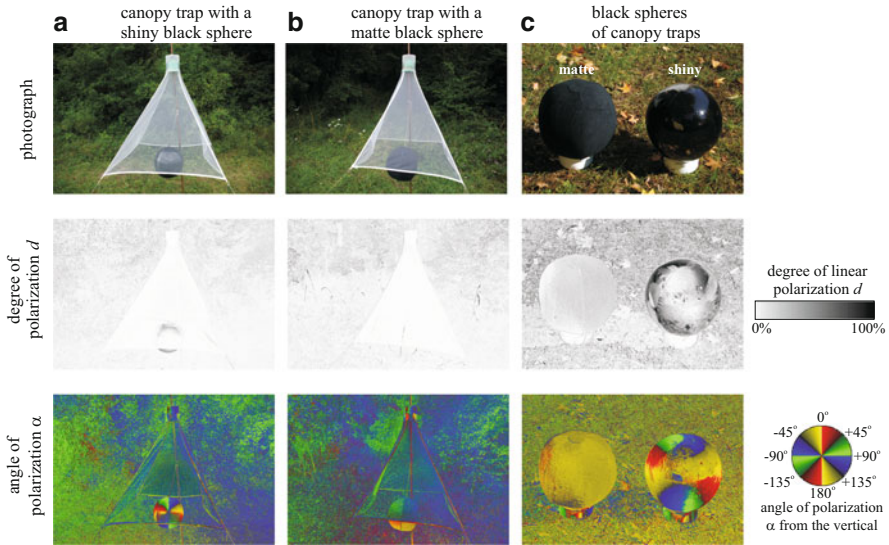 a
canopy trap with a
shiny black sphere
b
canopy trap with a
matte black sphere
c
black spheres
of canopy traps
photograph
matte
shiny
degree of
polarization d
degree of linear
polarization d
0%
100%
angle of
polarization α
0°
-45°
+45°
-90°
+90°
-135°
+135°
180°
angle of polarization
α from the vertical